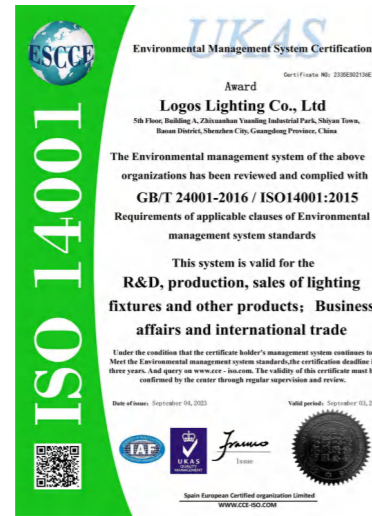 ESCCE
UKAS
Environmental Management System Certification
Certificate NO: 2335ES02136E
Award
Logos Lighting Co., Ltd
5th Floor, Building A, Zhixuanhan Yuanling Industrial Park, Shiyan Town,
Baoan District, Shenzhen City, Guangdong Province, China
The Environmental management system of the above
organizations has been reviewed and complied with
GB/T 24001-2016 / ISO14001:2015
Requirements of applicable clauses of Environmental
management system standards
This system is valid for the
R&D, production, sales of lighting
fixtures and other products; Business
affairs and international trade
Under the condition that the certificate holder's management system continues to
Meet the Environmental management system standards,the certification deadline i
three years. And query on www.cce - iso.com. The validity of this certificate must b
confirmed by the center through regular supervision and review.
Date of issue: September 04, 2023
Valid period: September 03, 2
ISO 14001
IAF
UKAS
QUALITY
MANAGEMENT
Issue
Spain European Certified organization Limited
WWW.CCE-ISO.COM